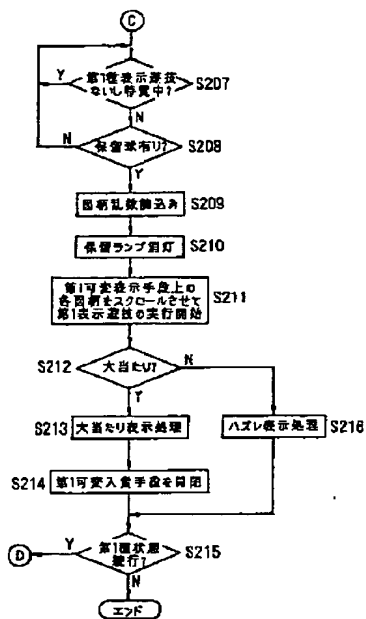 C
第1種表示遊技
ないし特賞中?
S207
Y
N
保留球有り?
S208
N
Y
図柄乱数読込み
S209
保留ランプ消灯
S210
第1可変表示手段上の
各図柄をスクロールさせて
第1表示遊技の実行開始
S211
S212
大当たり?
N
Y
S213
大当たり表示処理
ハズレ表示処理
S216
S214
第1可変入賞手段を開閉
D
Y
第1種状態
続行?
S215
N
エンド